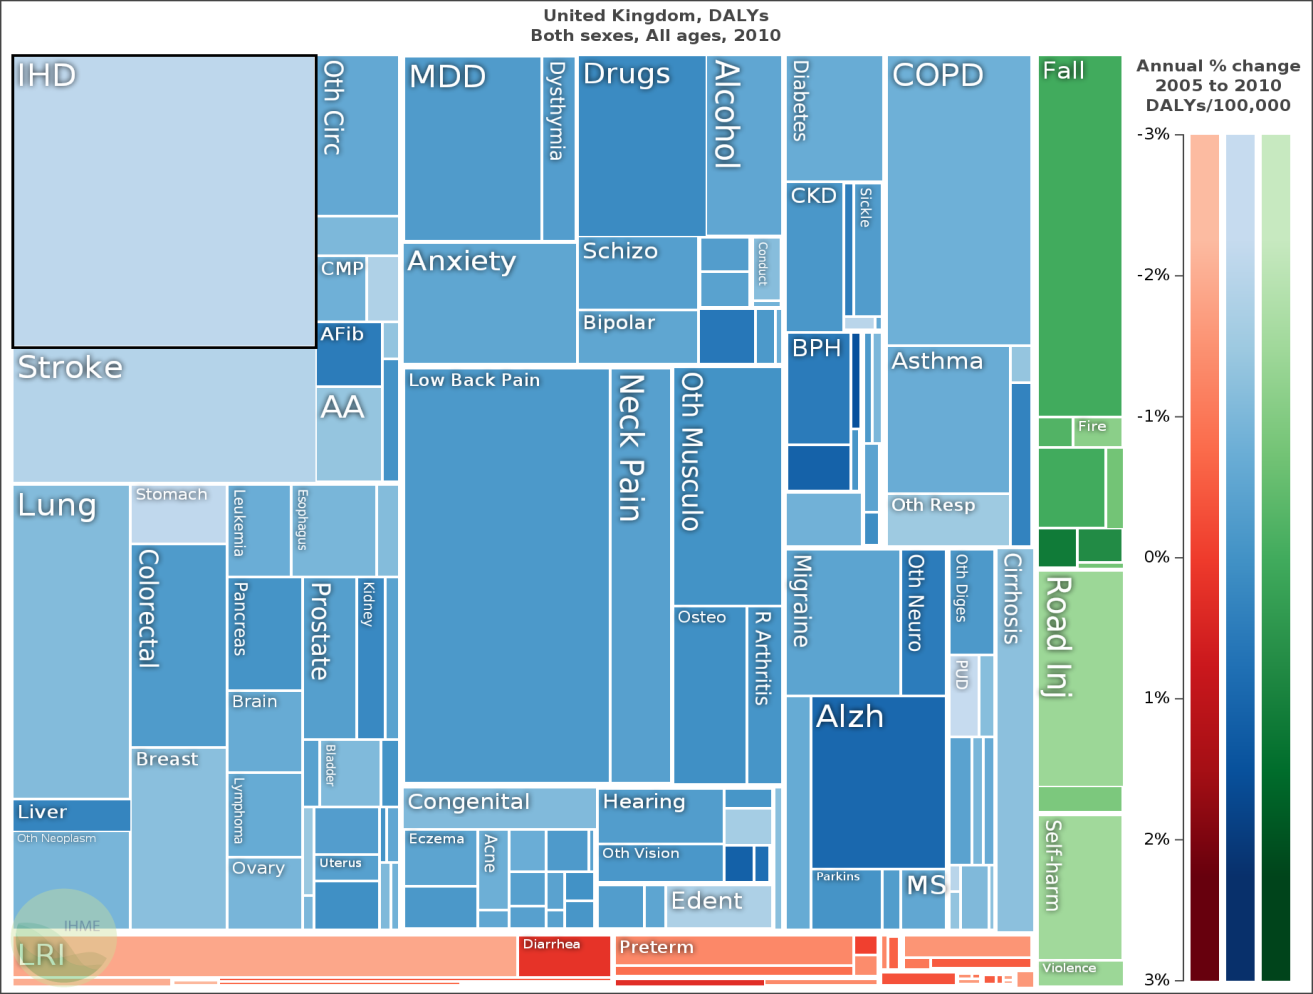 United Kingdom, DALYs
Both sexes, All ages, 2010
IHD
Oth Circ
CMP
AFib
AA
Stroke
MDD
Dysthymia
Drugs
Alcohol
Anxiety
Schizo
Conduct
Bipolar
Diabetes
CKD
Sickle
BPH
COPD
Asthma
Oth Resp
Fall
Fire
Low Back Pain
Neck Pain
Oth Musculo
Osteo
R Arthritis
Lung
Stomach
Colorectal
Leukemia
Esophagus
Pancreas
Prostate
Kidney
Brain
Breast
Bladder
Lymphoma
Liver
Oth Neoplasm
Uterus
Ovary
Migraine
Oth Neuro
Oth Diges
PUD
Cirrhosis
Alzh
Parkins
MS
Road Inj
Self-harm
Violence
Congenital
Eczema
Acne
Hearing
Oth Vision
Edent
IHME
LRI
Diarrhea
Preterm
Annual % change
2005 to 2010
DALYs/100,000
-3%
-2%
-1%
0%
1%
2%
3%